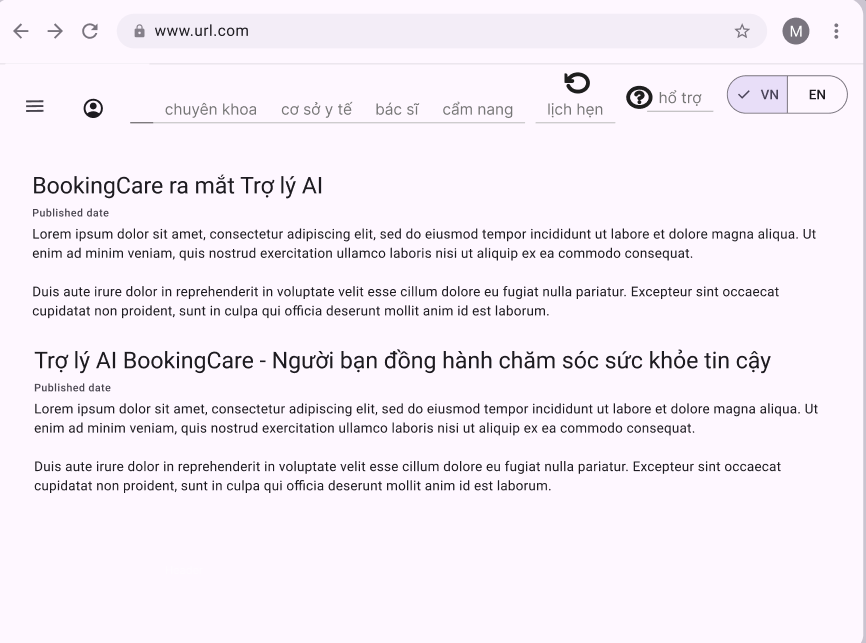 www.url.com
M
chuyên khoa cơ sở y tế bác sĩ cẩm nang lịch hẹn ? hổ trợ VN EN
BookingCare ra mắt Trợ lý AI
Published date
Lorem ipsum dolor sit amet, consectetur adipiscing elit, sed do eiusmod tempor incididunt ut labore et dolore magna aliqua. Ut
enim ad minim veniam, quis nostrud exercitation ullamco laboris nisi ut aliquip ex ea commodo consequat.
Duis aute irure dolor in reprehenderit in voluptate velit esse cillum dolore eu fugiat nulla pariatur. Excepteur sint occaecat
cupidatat non proident, sunt in culpa qui officia deserunt mollit anim id est laborum.
Trợ lý AI BookingCare - Người bạn đồng hành chăm sóc sức khỏe tin cậy
Published date
Lorem ipsum dolor sit amet, consectetur adipiscing elit, sed do eiusmod tempor incididunt ut labore et dolore magna aliqua. Ut
enim ad minim veniam, quis nostrud exercitation ullamco laboris nisi ut aliquip ex ea commodo consequat.
Duis aute irure dolor in reprehenderit in voluptate velit esse cillum dolore eu fugiat nulla pariatur. Excepteur sint occaecat
cupidatat non proident, sunt in culpa qui officia deserunt mollit anim id est laborum.